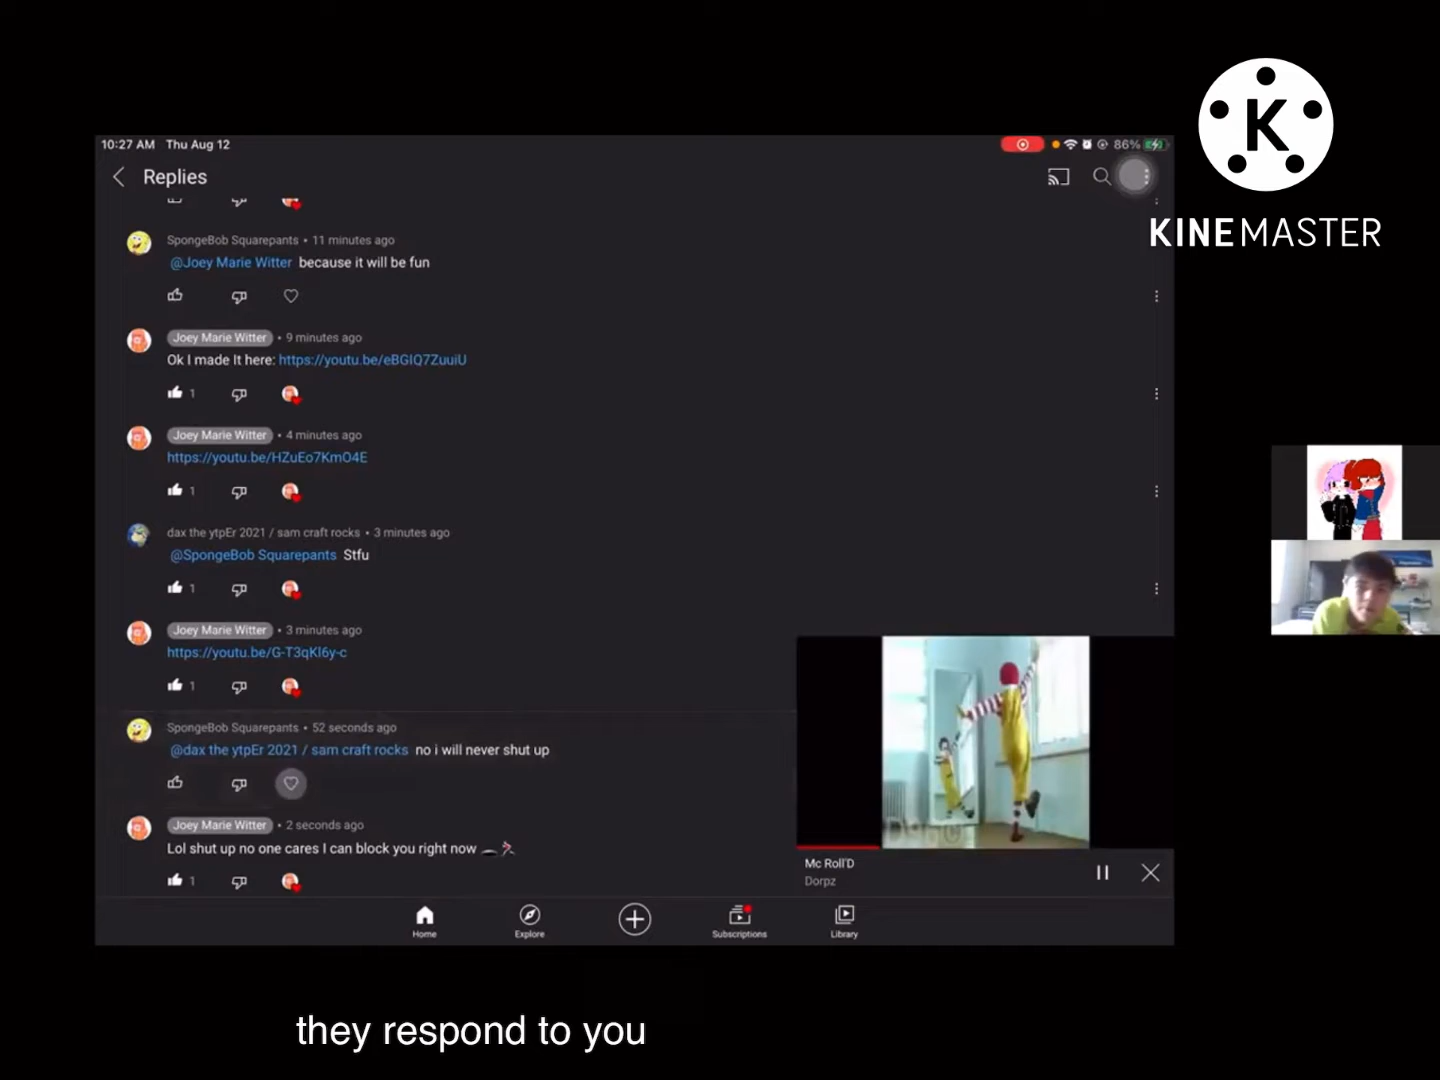 KINEMASTER
10:27 AM Thu Aug 12
86%
Replies
SpongeBob Squarepants • 11 minutes ago
@Joey Marie Witter because it will be fun
Joey Marie Witter • 9 minutes ago
Ok I made It here: https://youtu.be/eBGIQ7ZuuiU
1
Joey Marie Witter • 4 minutes ago
https://youtu.be/HZuEo7KmO4E
1
dax the ytpEr 2021 / sam craft rocks • 3 minutes ago
@SpongeBob Squarepants Stfu
1
Joey Marie Witter • 3 minutes ago
https://youtu.be/G-T3qKl6y-c
1
SpongeBob Squarepants • 52 seconds ago
@dax the ytpEr 2021 / sam craft rocks no i will never shut up
Joey Marie Witter • 2 seconds ago
Lol shut up no one cares I can block you right now
1
Mc Roll'D
Dorpz
Home
Explore
Subscriptions
Library
they respond to you